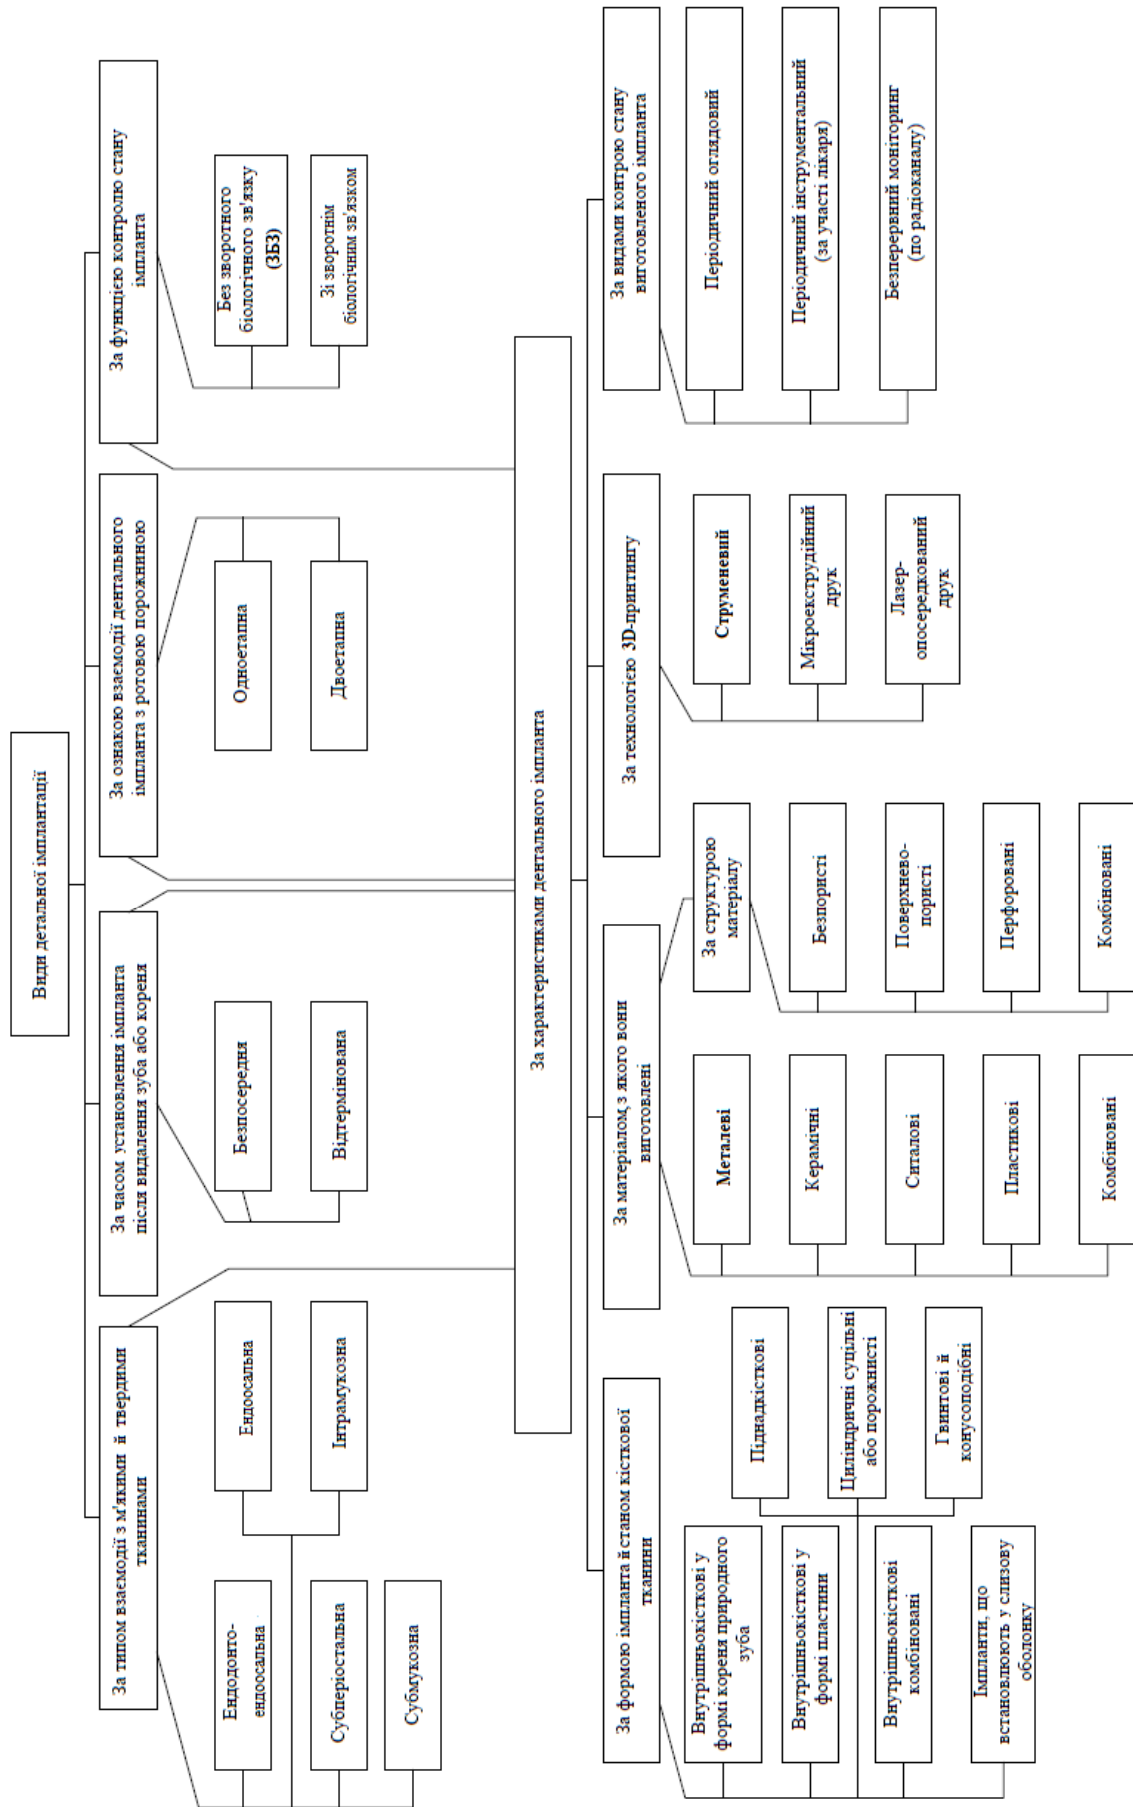 Види детальної імплантації
За типом взаємодії з м'якими й твердими
тканинами
Ендодонто-
ендоосальна
Субперіостальна
Субмукозна
Ендоосальна
Інтрамукозна
За часом установлення імпланта
після видалення зуба або кореня
Безпосередня
Відтермінована
За ознакою взаємодії дентального
імпланта з ротовою порожниною
Одноетапна
Двоетапна
За функцією контролю стану
імпланта
Без зворотного
біологічного зв'язку
(ЗБЗ)
Зі зворотнім
біологічним зв'язком
За характеристиками дентального імпланта
За формою імпланта й станом кісткової
тканини
Внутрішньокісткові у
формі кореня природного
зуба
Внутрішньокісткові у
формі пластини
Внутрішньокісткові
комбіновані
Імпланти, що
встановлюють у слизову
оболонку
Піднадкісткові
Циліндричні суцільні
або порожнисті
Гвинтові й
конусоподібні
За матеріалом, з якого вони
виготовлені
Металеві
Керамічні
Ситалові
Пластикові
Комбіновані
За структурою
матеріалу
Безпористі
Поверхнево-
пористі
Перфоровані
Комбіновані
За технологією 3D-принтингу
Струменевий
Мікроекструдійний
друк
Лазер-
опосередкований
друк
За видами контрою стану
виготовленого імпланта
Періодичний оглядовий
Періодичний інструментальний
(за участі лікаря)
Безперервний моніторинг
(по радіоканалу)